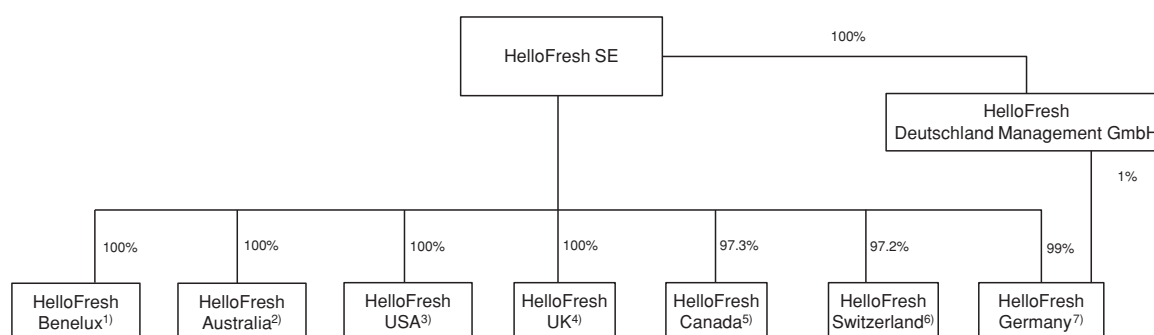 HelloFresh SE
100%
HelloFresh
Deutschland Management GmbH
1%
100%
100%
100%
100%
97.3%
97.2%
99%
HelloFresh
Benelux1)
HelloFresh
Australia2)
HelloFresh
USA3)
HelloFresh
UK4)
HelloFresh
Canada5)
HelloFresh
Switzerland6)
HelloFresh
Germany7)